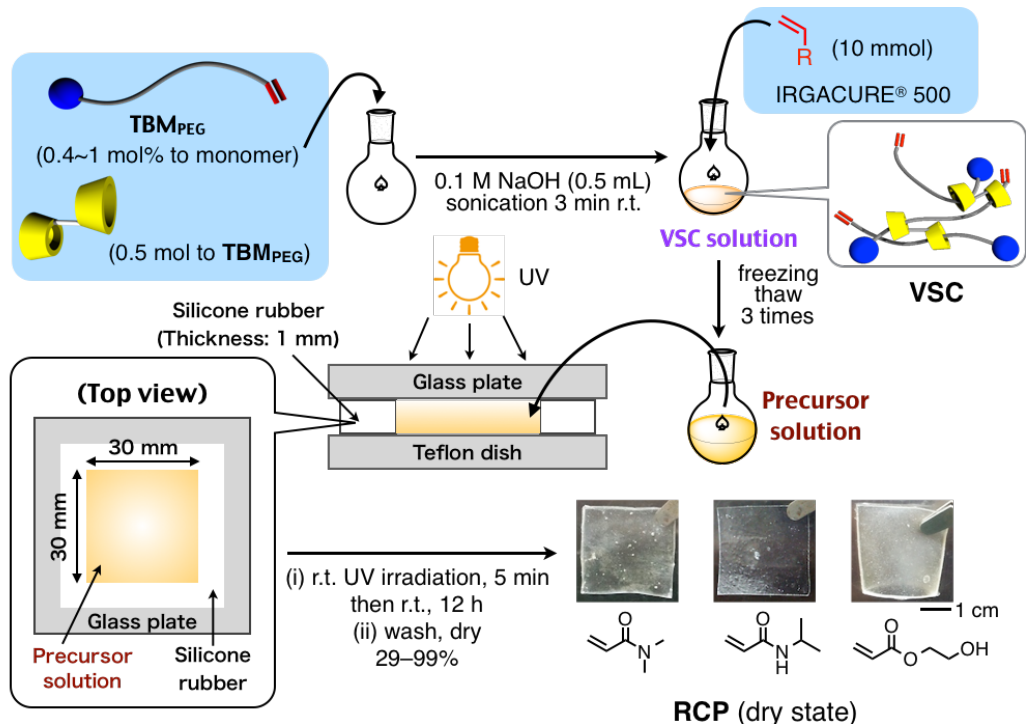 TBMPEG
(0.4~1 mol% to monomer)
(0.5 mol to TBMPEG)
0.1 M NaOH (0.5 mL)
sonication 3 min r.t.
R
(10 mmol)
IRGACURE® 500
VSC solution
VSC
freezing
thaw
3 times
UV
Silicone rubber
(Thickness: 1 mm)
Glass plate
Teflon dish
Precursor
solution
(Top view)
30 mm
30 mm
Glass plate
Precursor
solution
Silicone
rubber
(i) r.t. UV irradiation, 5 min
then r.t., 12 h
(ii) wash, dry
29–99%
1 cm
O
N
O
N
H
O
O
OH
RCP (dry state)